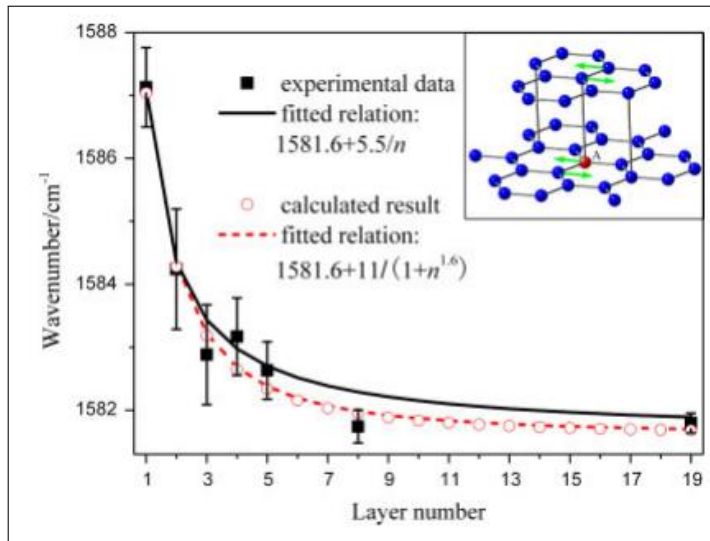 1588
1586
1584
1582
Wavenumber/cm⁻¹
experimental data
fitted relation:
1581.6+5.5/n
calculated result
fitted relation:
1581.6+11/(1+n¹·⁶)
A
1 3 5 7 9 11 13 15 17 19
Layer number